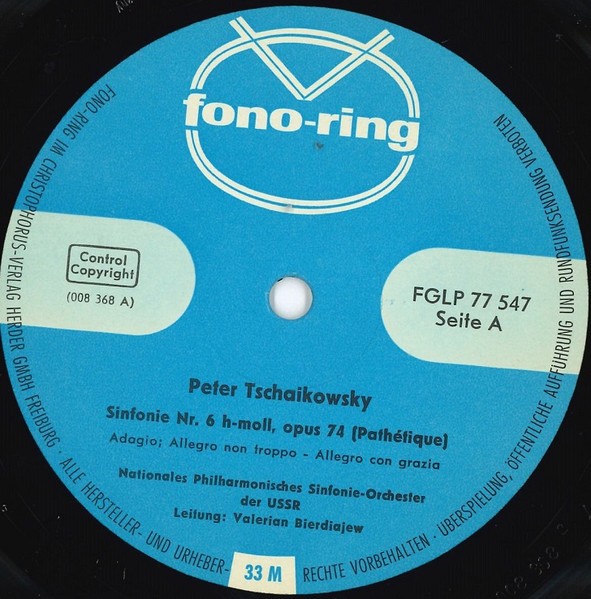 fono-ring
Control
Copyright
(008 368 A)
FGLP 77 547
Seite A
Peter Tschaikowsky
Sinfonie Nr. 6 h-moll, opus 74 (Pathétique)
Adagio; Allegro non troppo - Allegro con grazia
Nationales Philharmonisches Sinfonie-Orchester
der USSR
Leitung: Valerian Bierdiajew
33 M
FONO-RING IM CHRISTOPHORUS-VERLAG HERDER GMBH FREIBURG · ALLE HERSTELLER- UND URHEBER-
RECHTE VORBEHALTEN · ÜBERSPIELUNG, ÖFFENTLICHE AUFFÜHRUNG UND RUNDFUNKSENDUNG VERBOTEN